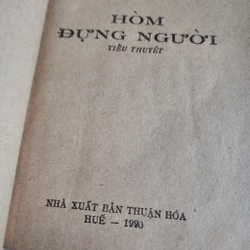 HÒM
ĐỰNG NGƯỜI
TIỂU THUYẾT
NHÀ XUẤT BẢN THUẬN HÓA
HUẾ — 1990